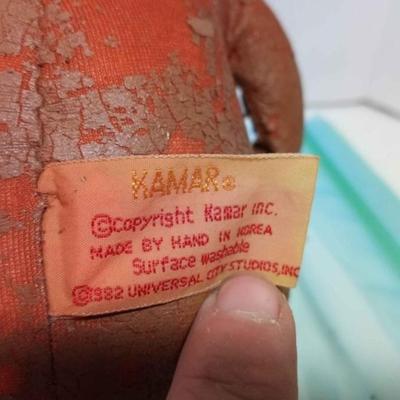 KAMAR®
©Copyright Kamar inc.
MADE BY HAND IN KOREA
Surface washable
©1982 UNIVERSAL CITY STUDIOS, INC